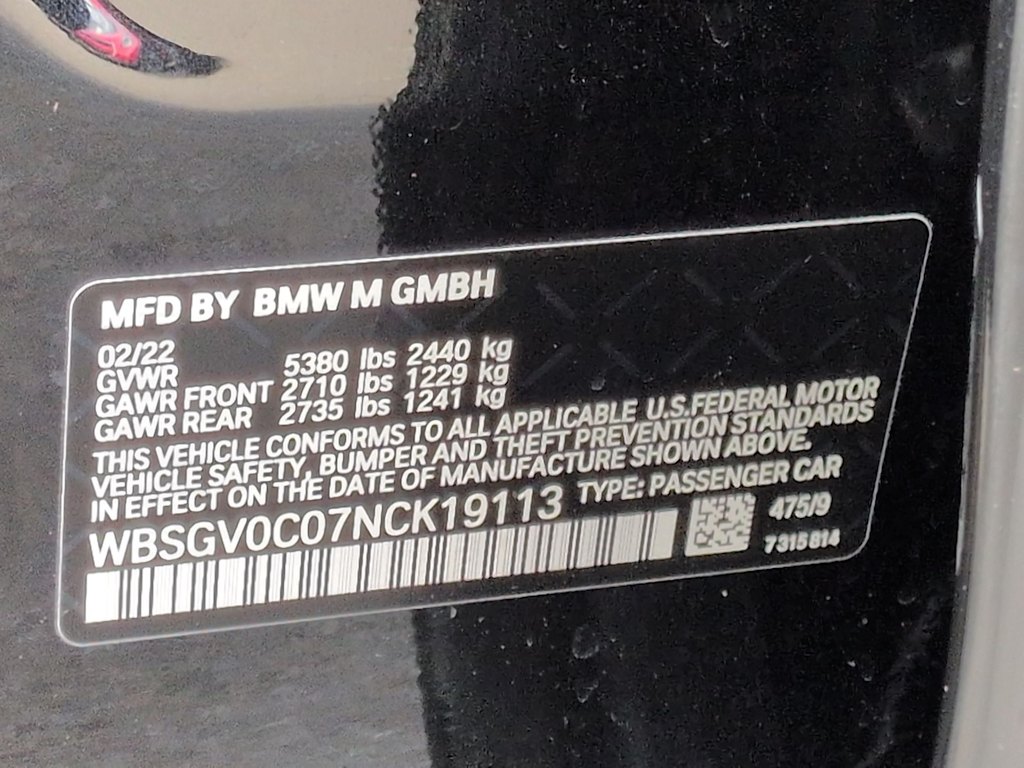 MFD BY BMW M GMBH
02/22
GVWR 5380 lbs 2440 kg
GAWR FRONT 2710 lbs 1229 kg
GAWR REAR 2735 lbs 1241 kg
THIS VEHICLE CONFORMS TO ALL APPLICABLE U.S.FEDERAL MOTOR
VEHICLE SAFETY, BUMPER AND THEFT PREVENTION STANDARDS
IN EFFECT ON THE DATE OF MANUFACTURE SHOWN ABOVE.
WBSGV0C07NCK19113 TYPE: PASSENGER CAR
475/9
7315814